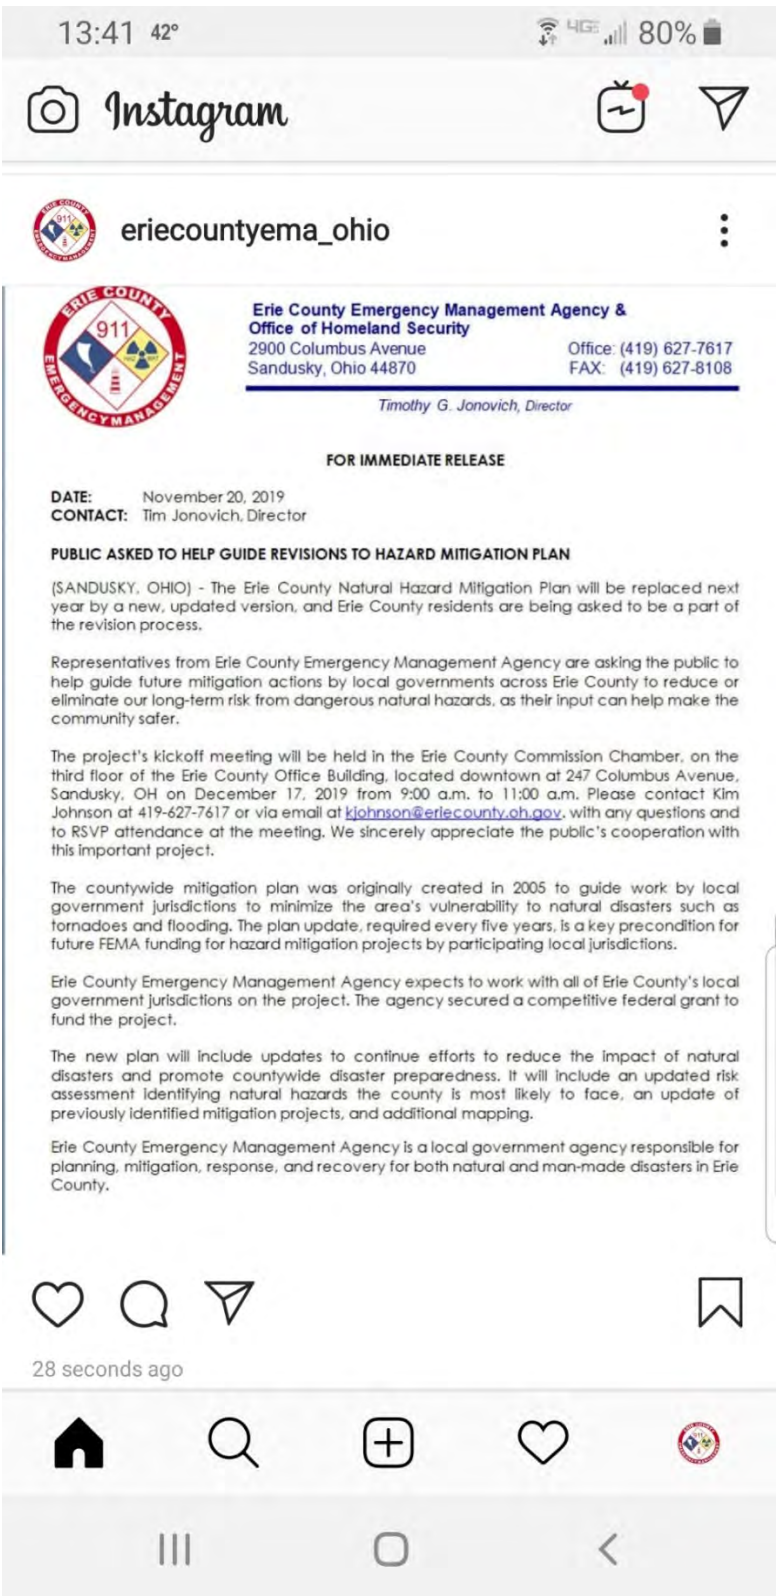 13:41 42° 4GE 80%
Instagram
eriecountyema_ohio
ERIE COUNTY
911
EMERGENCY MANAGEMENT
Erie County Emergency Management Agency &
Office of Homeland Security
2900 Columbus Avenue Office: (419) 627-7617
Sandusky, Ohio 44870 FAX: (419) 627-8108
Timothy G. Jonovich, Director
FOR IMMEDIATE RELEASE
DATE: November 20, 2019
CONTACT: Tim Jonovich, Director
PUBLIC ASKED TO HELP GUIDE REVISIONS TO HAZARD MITIGATION PLAN
(SANDUSKY, OHIO) - The Erie County Natural Hazard Mitigation Plan will be replaced next
year by a new, updated version, and Erie County residents are being asked to be a part of
the revision process.
Representatives from Erie County Emergency Management Agency are asking the public to
help guide future mitigation actions by local governments across Erie County to reduce or
eliminate our long-term risk from dangerous natural hazards, as their input can help make the
community safer.
The project's kickoff meeting will be held in the Erie County Commission Chamber, on the
third floor of the Erie County Office Building, located downtown at 247 Columbus Avenue,
Sandusky, OH on December 17, 2019 from 9:00 a.m. to 11:00 a.m. Please contact Kim
Johnson at 419-627-7617 or via email at kjohnson@eriecounty.oh.gov, with any questions and
to RSVP attendance at the meeting. We sincerely appreciate the public's cooperation with
this important project.
The countywide mitigation plan was originally created in 2005 to guide work by local
government jurisdictions to minimize the area's vulnerability to natural disasters such as
tornadoes and flooding. The plan update, required every five years, is a key precondition for
future FEMA funding for hazard mitigation projects by participating local jurisdictions.
Erie County Emergency Management Agency expects to work with all of Erie County's local
government jurisdictions on the project. The agency secured a competitive federal grant to
fund the project.
The new plan will include updates to continue efforts to reduce the impact of natural
disasters and promote countywide disaster preparedness. It will include an updated risk
assessment identifying natural hazards the county is most likely to face, an update of
previously identified mitigation projects, and additional mapping.
Erie County Emergency Management Agency is a local government agency responsible for
planning, mitigation, response, and recovery for both natural and man-made disasters in Erie
County.
28 seconds ago